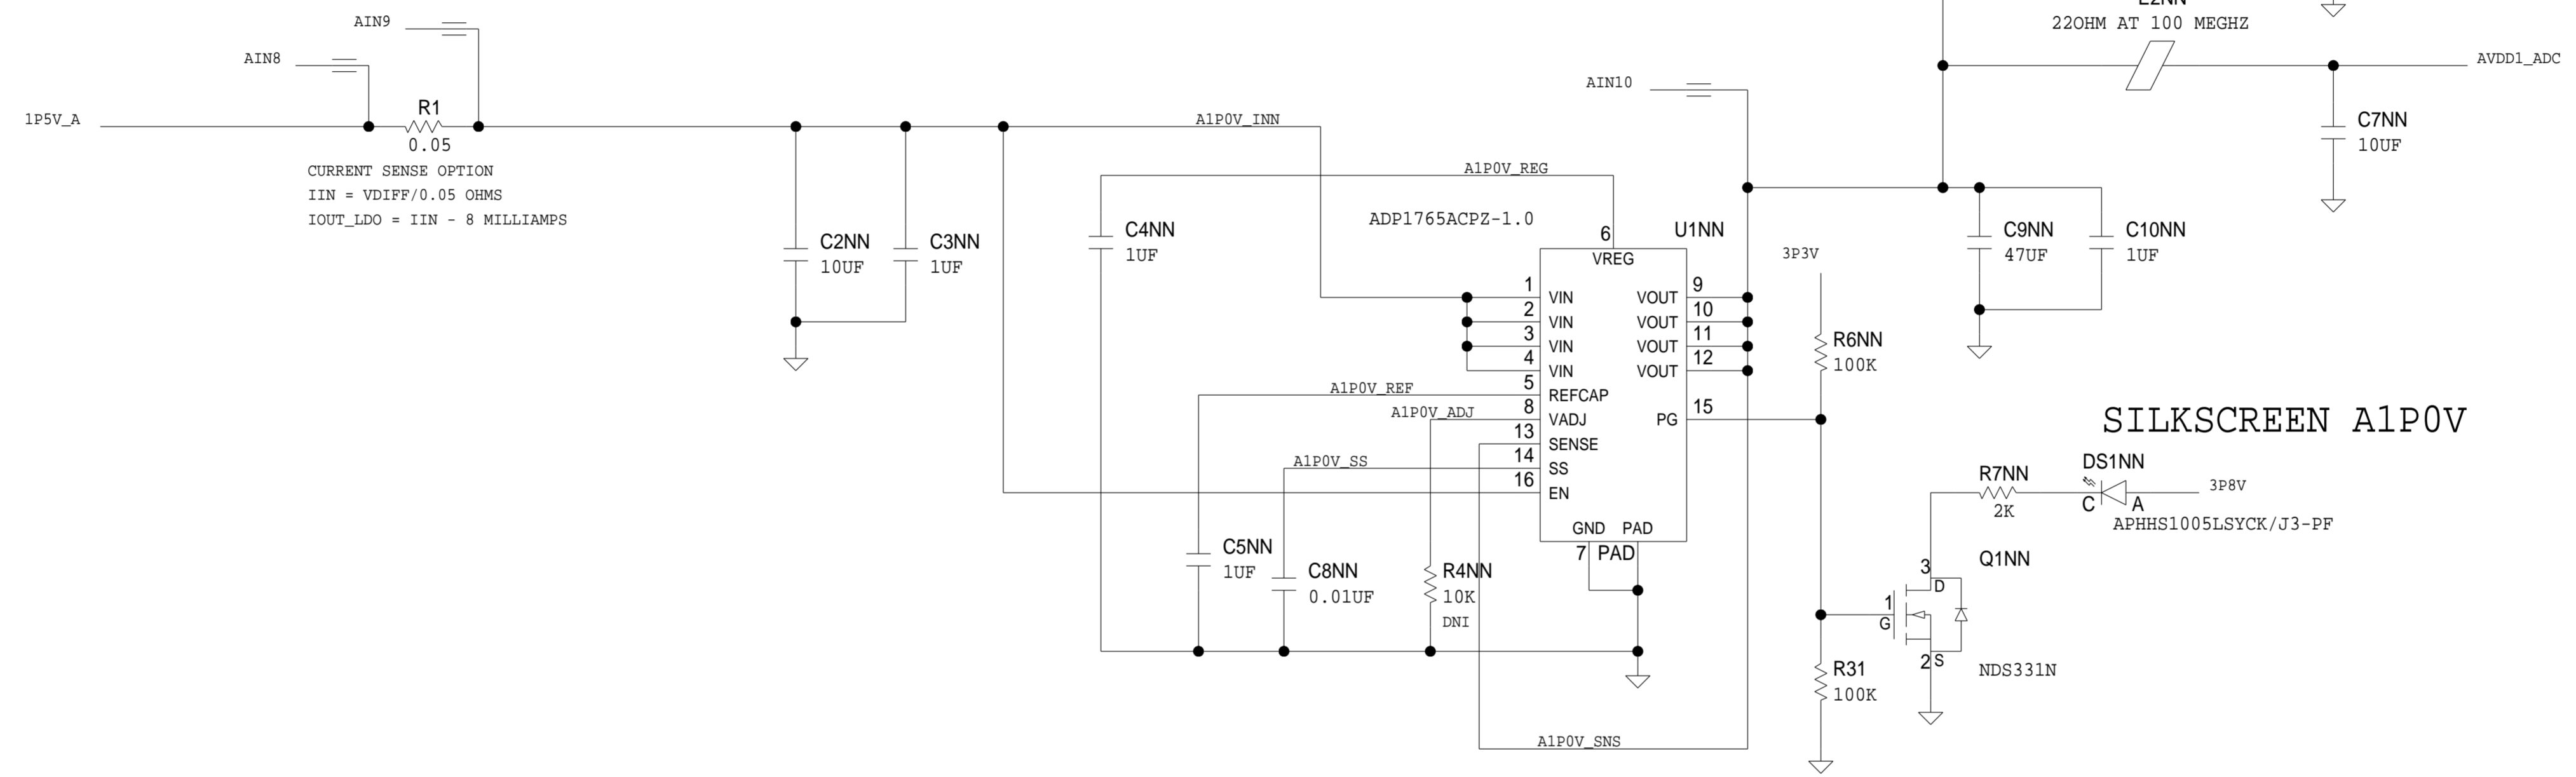 AIN9
AIN8
1P5V_A
R1
0.05
CURRENT SENSE OPTION
IIN = VDIFF/0.05 OHMS
IOUT_LDO = IIN - 8 MILLIAMPS
C2NN
10UF
C3NN
1UF
A1P0V_INN
A1P0V_REG
C4NN
1UF
ADP1765ACPZ-1.0
U1NN
6
VREG
1
VIN
2
VIN
3
VIN
4
VIN
5
REFCAP
8
VADJ
13
SENSE
14
SS
16
EN
9
VOUT
10
VOUT
11
VOUT
12
VOUT
15
PG
GND PAD
7 PAD
A1P0V_REF
A1P0V_ADJ
A1P0V_SS
C5NN
1UF
C8NN
0.01UF
R4NN
10K
DNI
A1P0V_SNS
AIN10
22OHM AT 100 MEGHZ
AVDD1_ADC
C7NN
10UF
C9NN
47UF
C10NN
1UF
3P3V
R6NN
100K
SILKSCREEN A1P0V
DS1NN
R7NN
2K
3P8V
C A
APHHS1005LSYCK/J3-PF
Q1NN
3
D
1
G
2 S
NDS331N
R31
100K